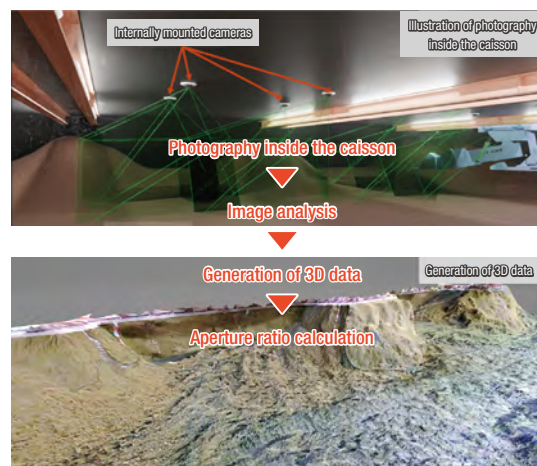 Internally mounted cameras
Illustration of photography
inside the caisson
Photography inside the caisson
Image analysis
Generation of 3D data
Generation of 3D data
Aperture ratio calculation